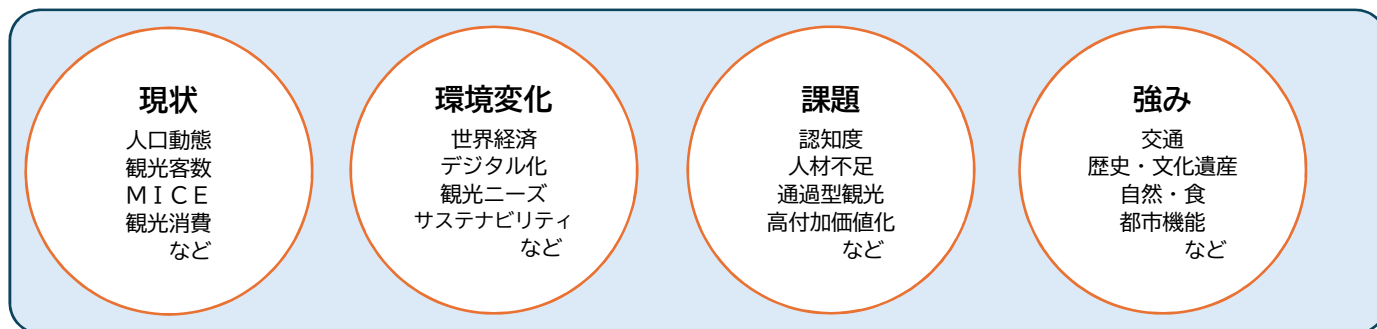 現状
人口動態
観光客数
ＭＩＣＥ
観光消費
など
環境変化
世界経済
デジタル化
観光ニーズ
サステナビリティ
など
課題
認知度
人材不足
通過型観光
高付加価値化
など
強み
交通
歴史・文化遺産
自然・食
都市機能
など